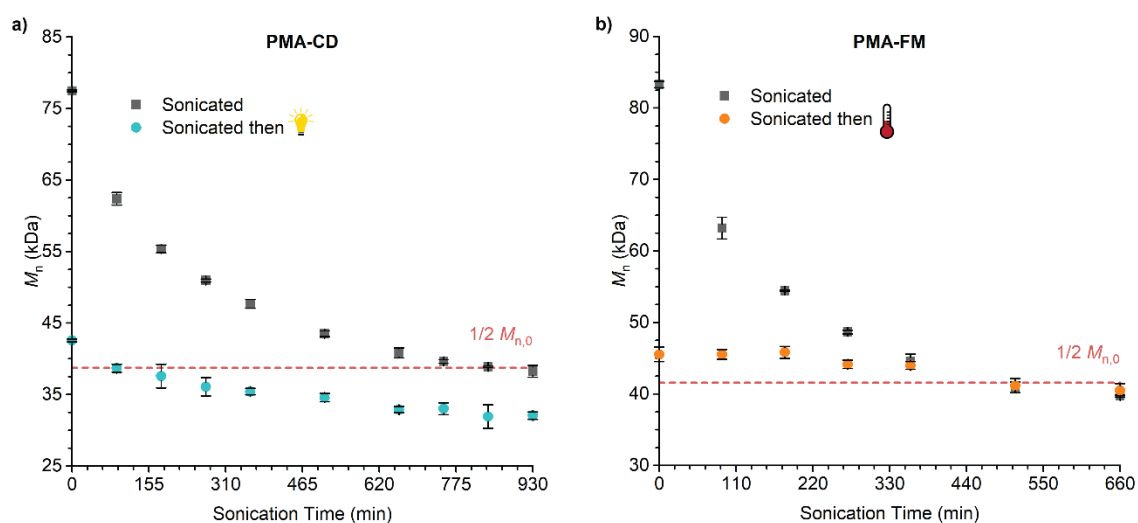 a)
PMA-CD
Sonicated
Sonicated then
1/2 Mn,0
Mn (kDa)
85
75
65
55
45
35
25
0
155
310
465
620
775
930
Sonication Time (min)
b)
PMA-FM
Sonicated
Sonicated then
1/2 Mn,0
Mn (kDa)
90
80
70
60
50
40
30
0
110
220
330
440
550
660
Sonication Time (min)